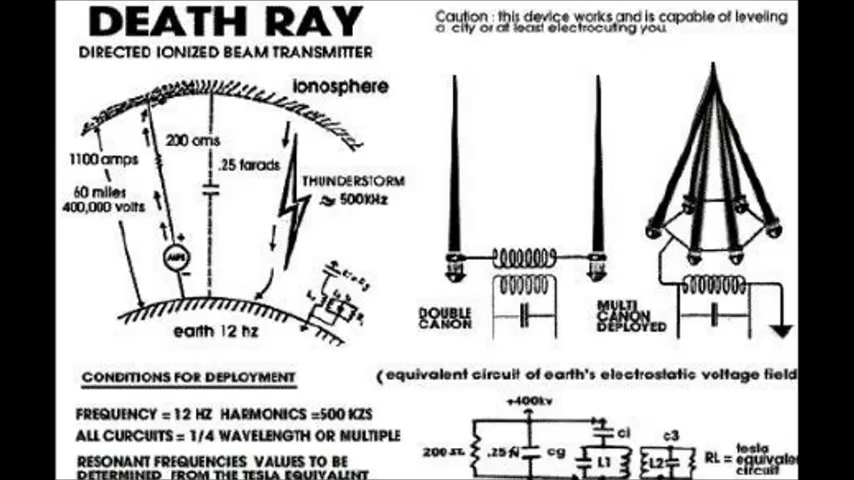 DEATH RAY
DIRECTED IONIZED BEAM TRANSMITTER
Caution : this device works and is capable of leveling
a city or at least electrocuting you.
ionosphere
1100 amps
200 oms
.25 farads
60 miles
400,000 volts
THUNDERSTORM
≈ 500KHz
+
AMPS
-
earth 12 hz
DOUBLE
CANON
MULTI
CANON
DEPLOYED
CONDITIONS FOR DEPLOYMENT
(equivalent circuit of earth's electrostatic voltage field
FREQUENCY = 12 HZ HARMONICS =500 KZS
ALL CURCUITS = 1/4 WAVELENGTH OR MULTIPLE
RESONANT FREQUENCIES VALUES TO BE
DETERMINED FROM THE TESLA EQUIVALENT
+400kv
200 Ω
.25
cg
c1
L1
c3
L2
RL = tesla
equivale
circuit